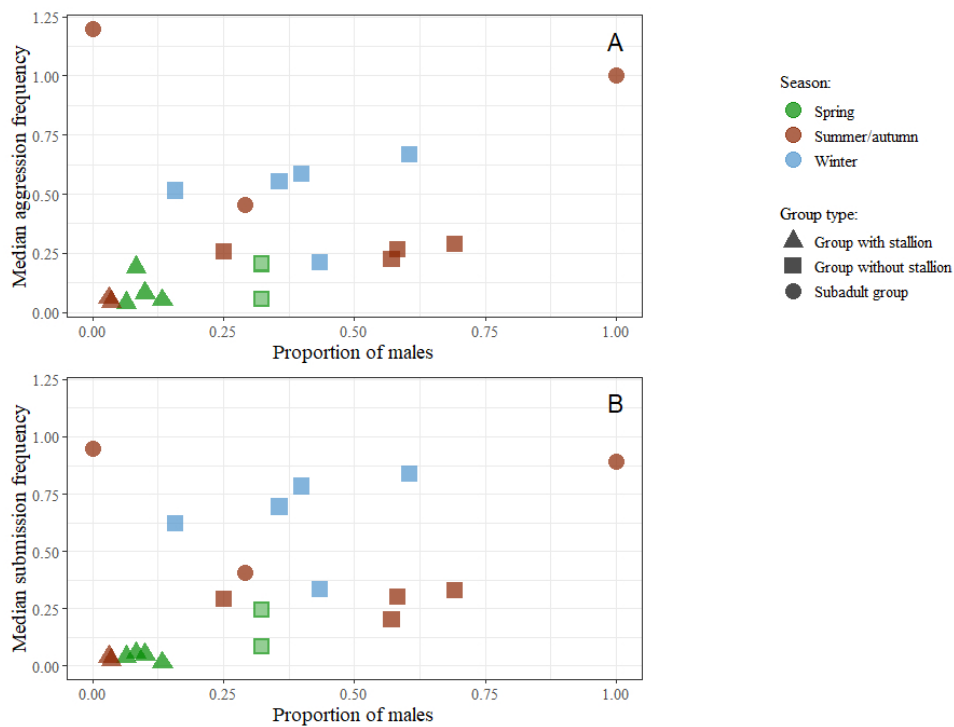 1.25
1.00
0.75
0.50
0.25
0.00
Median aggression frequency
A
0.00 0.25 0.50 0.75 1.00
Proportion of males
1.25
1.00
0.75
0.50
0.25
0.00
Median submission frequency
B
0.00 0.25 0.50 0.75 1.00
Proportion of males
Season:
Spring
Summer/autumn
Winter
Group type:
Group with stallion
Group without stallion
Subadult group